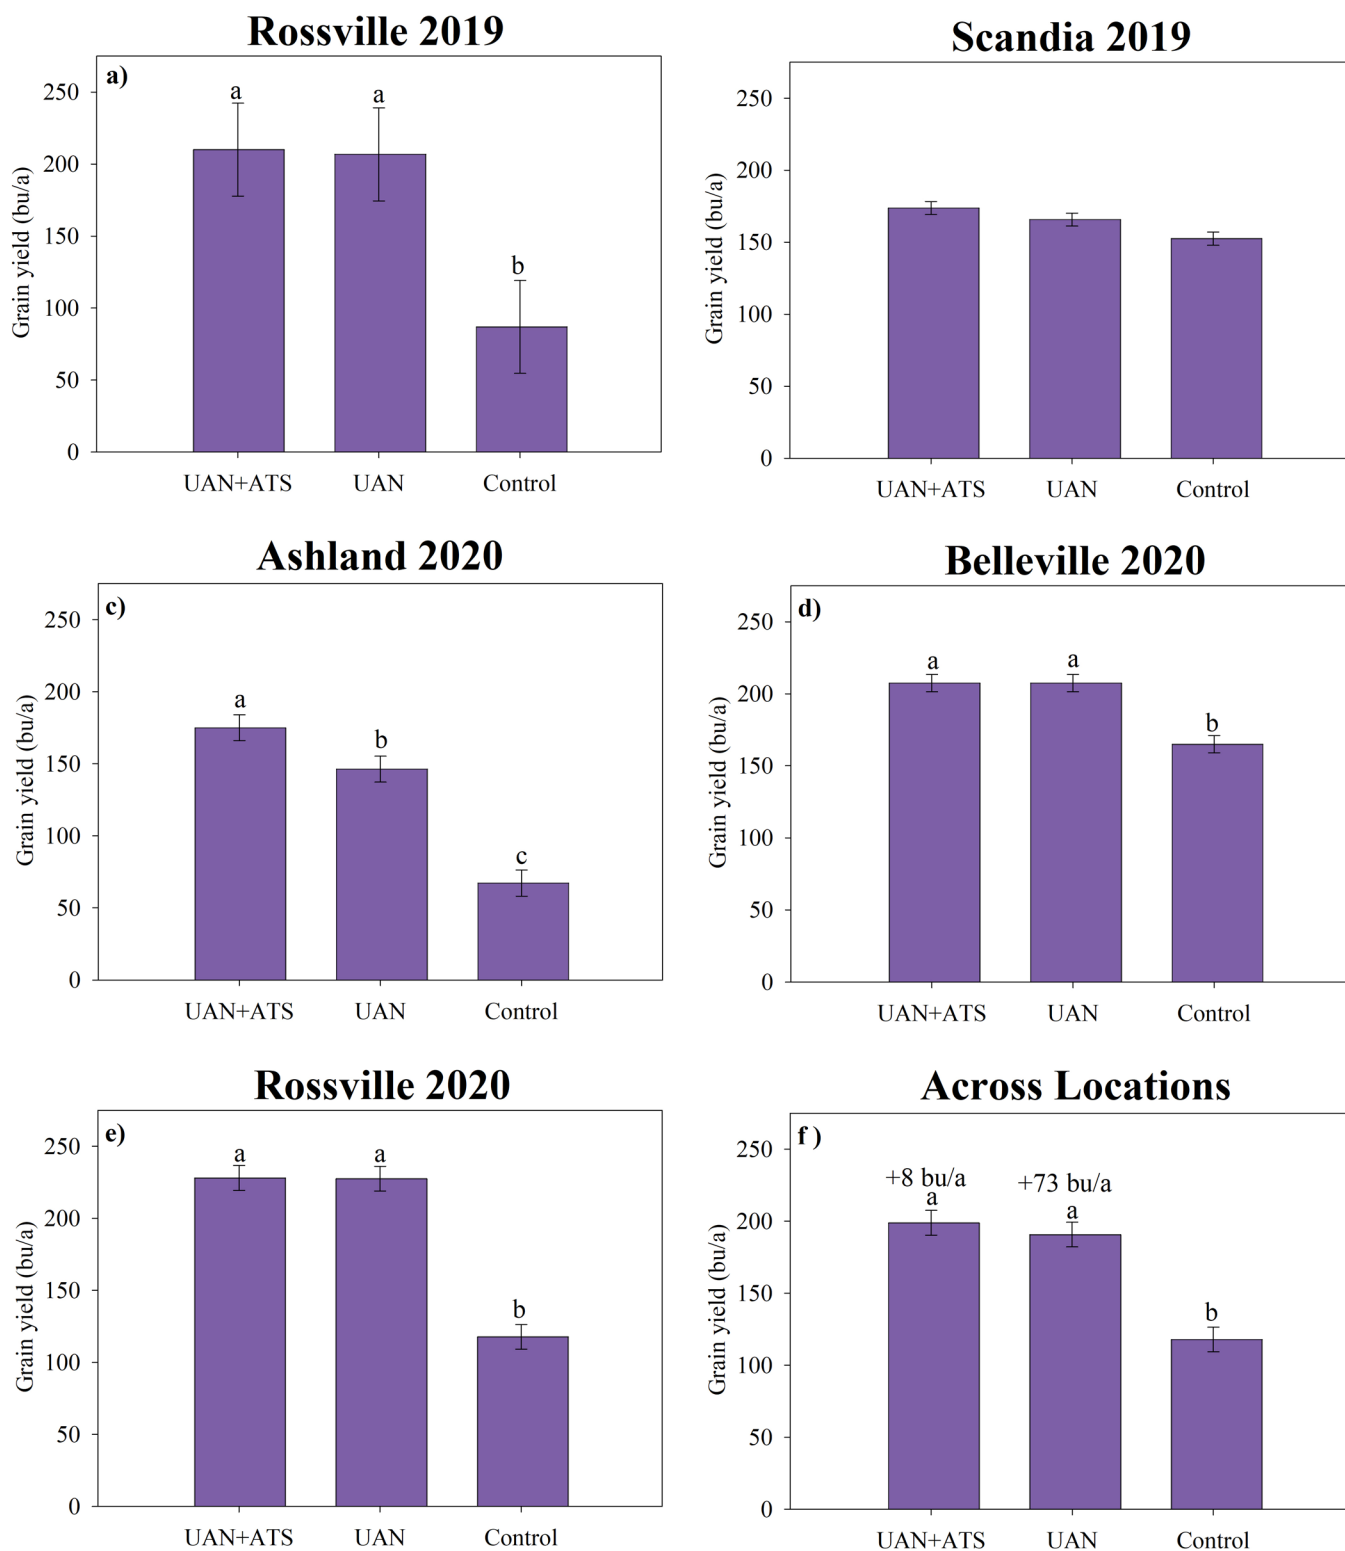 Rossville 2019
a)
Grain yield (bu/a)
250
200
150
100
50
0
a
a
b
UAN+ATS
UAN
Control
Scandia 2019
Grain yield (bu/a)
250
200
150
100
50
0
UAN+ATS
UAN
Control
Ashland 2020
c)
Grain yield (bu/a)
250
200
150
100
50
0
a
b
c
UAN+ATS
UAN
Control
Belleville 2020
d)
Grain yield (bu/a)
250
200
150
100
50
0
a
a
b
UAN+ATS
UAN
Control
Rossville 2020
e)
Grain yield (bu/a)
250
200
150
100
50
0
a
a
b
UAN+ATS
UAN
Control
Across Locations
f )
Grain yield (bu/a)
250
200
150
100
50
0
+8 bu/a
a
+73 bu/a
a
b
UAN+ATS
UAN
Control